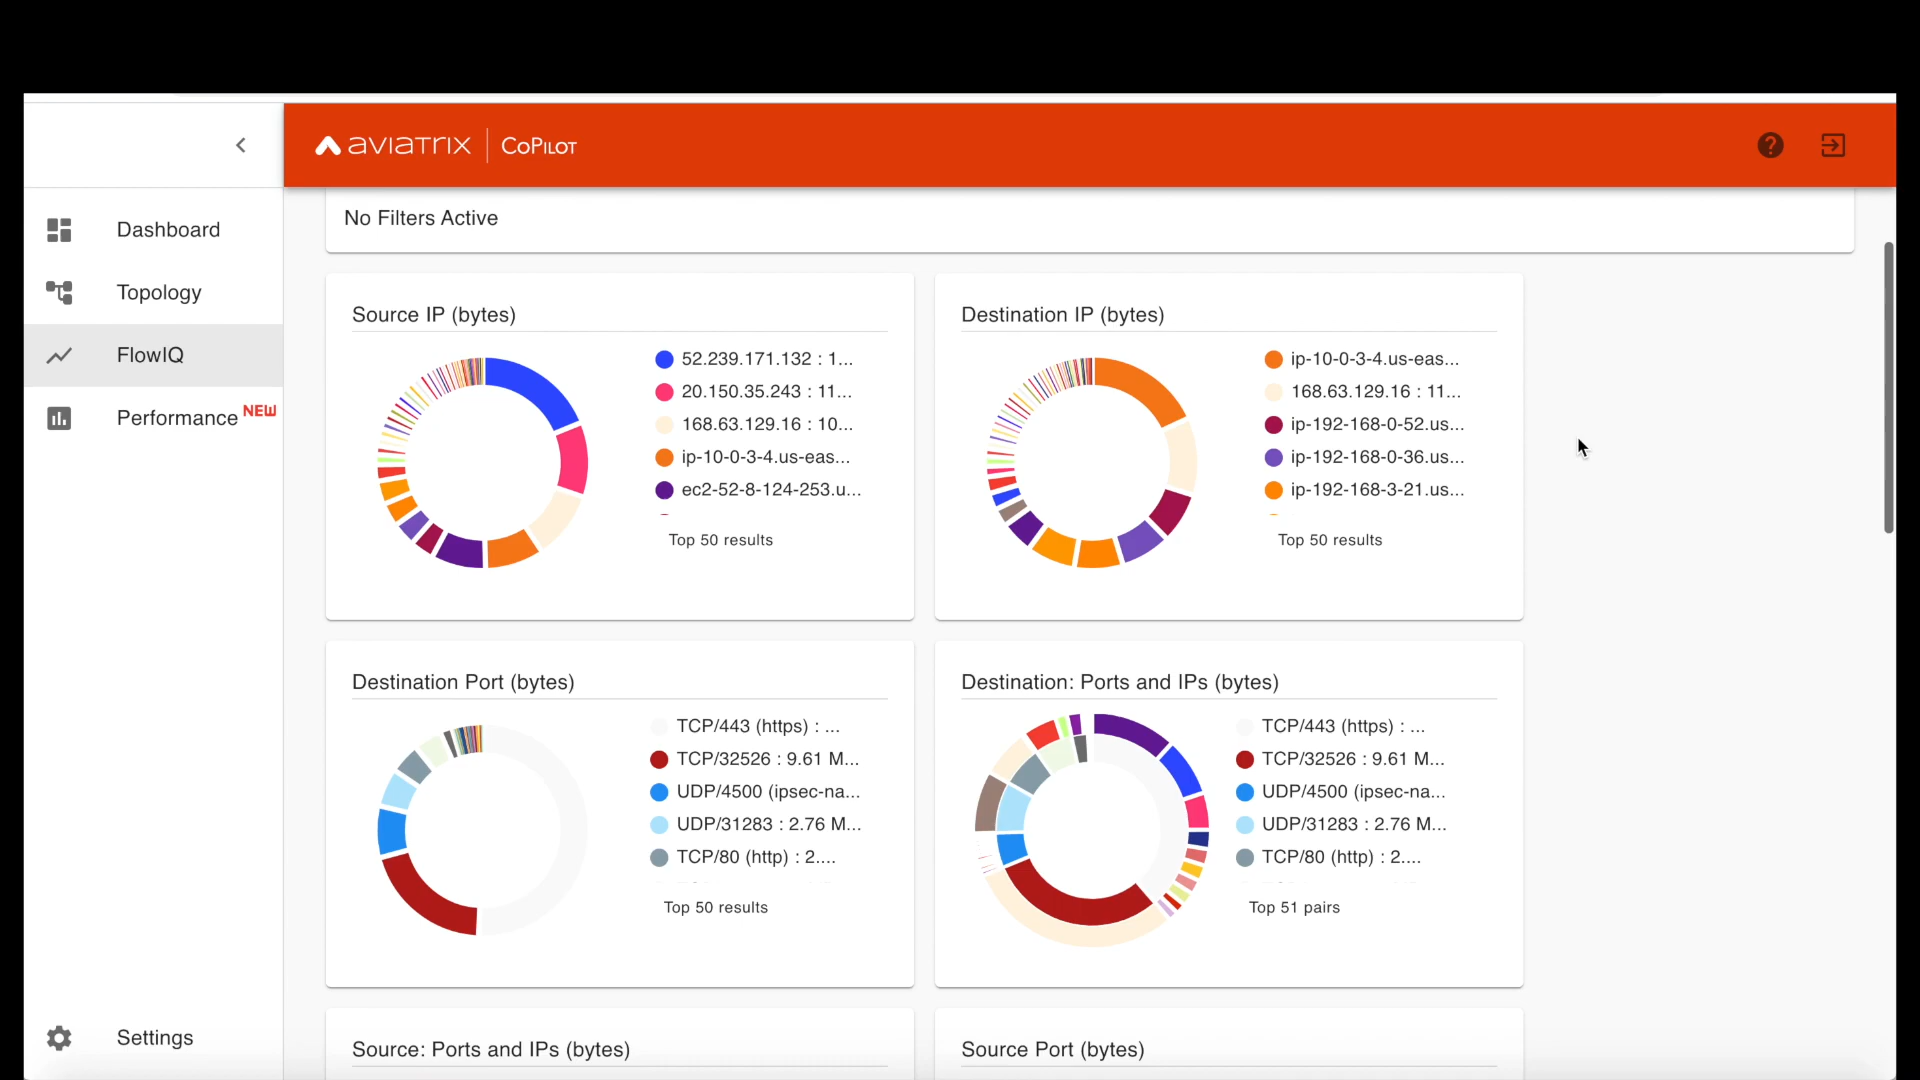 aviatrix CoPilot
Dashboard
Topology
FlowIQ
Performance NEW
Settings
No Filters Active
Source IP (bytes)
52.239.171.132 : 1...
20.150.35.243 : 11...
168.63.129.16 : 10...
ip-10-0-3-4.us-eas...
ec2-52-8-124-253.u...
Top 50 results
Destination IP (bytes)
ip-10-0-3-4.us-eas...
168.63.129.16 : 11...
ip-192-168-0-52.us...
ip-192-168-0-36.us...
ip-192-168-3-21.us...
Top 50 results
Destination Port (bytes)
TCP/443 (https) : ...
TCP/32526 : 9.61 M...
UDP/4500 (ipsec-na...
UDP/31283 : 2.76 M...
TCP/80 (http) : 2....
Top 50 results
Destination: Ports and IPs (bytes)
TCP/443 (https) : ...
TCP/32526 : 9.61 M...
UDP/4500 (ipsec-na...
UDP/31283 : 2.76 M...
TCP/80 (http) : 2....
Top 51 pairs
Source: Ports and IPs (bytes)
Source Port (bytes)